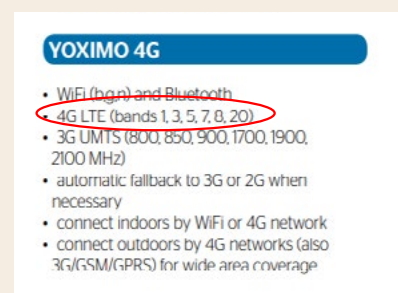 YOXIMO 4G
• WiFi (b,g,n) and Bluetooth
• 4G LTE (bands 1, 3, 5, 7, 8, 20)
• 3G UMTS (800, 850, 900, 1700, 1900,
2100 MHz)
• automatic fallback to 3G or 2G when
necessary
• connect indoors by WiFi or 4G network
• connect outdoors by 4G networks (also
3G/GSM/GPRS) for wide area coverage